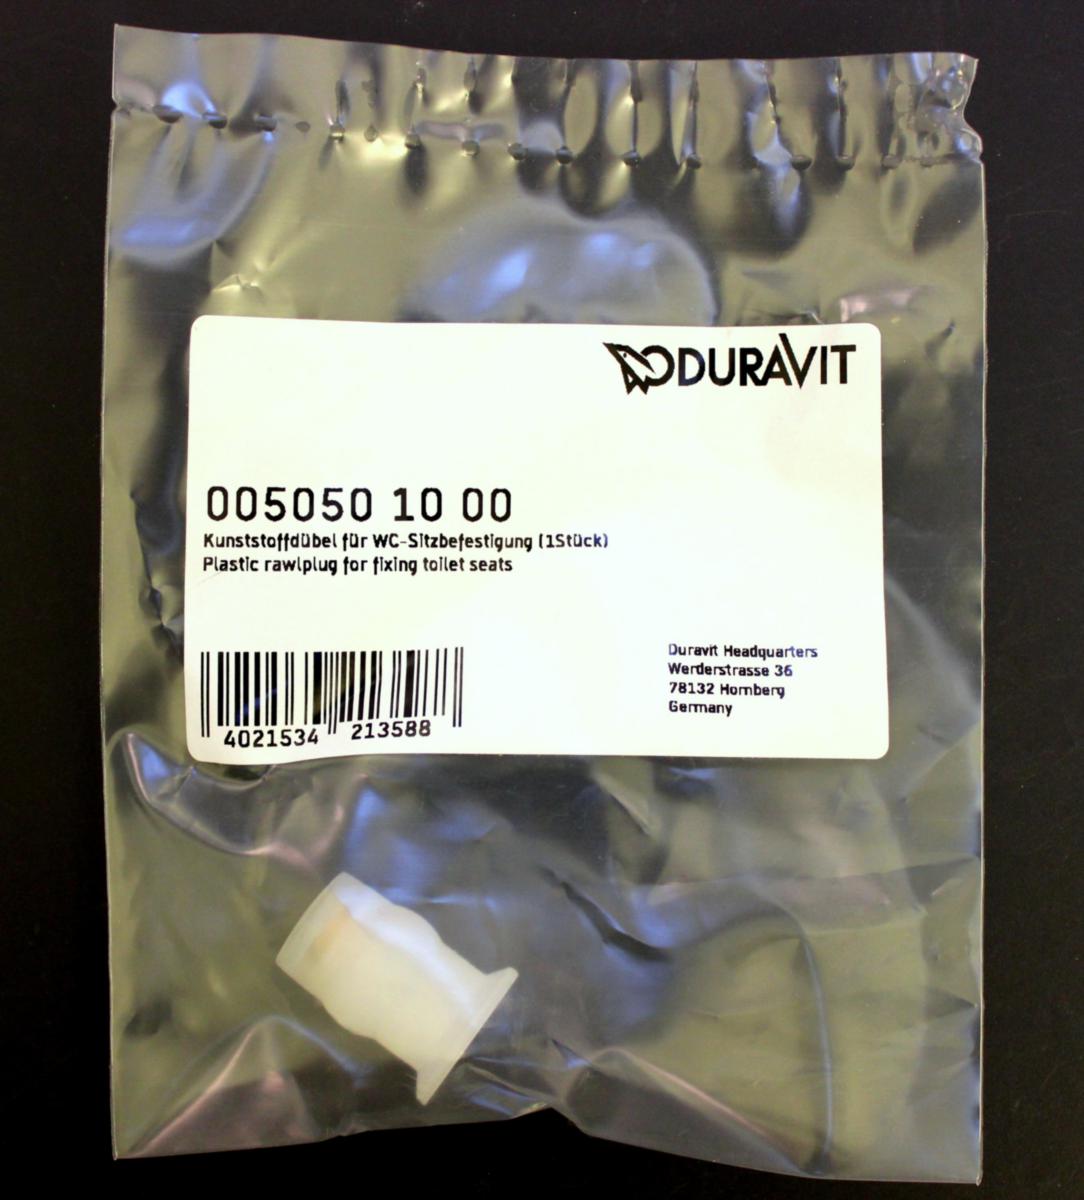 DURAVIT
005050 10 00
Kunststoffdübel für WC-Sitzbefestigung (1Stück)
Plastic rawlplug for fixing toilet seats
Duravit Headquarters
Werderstrasse 36
78132 Hornberg
Germany
4021534 213588